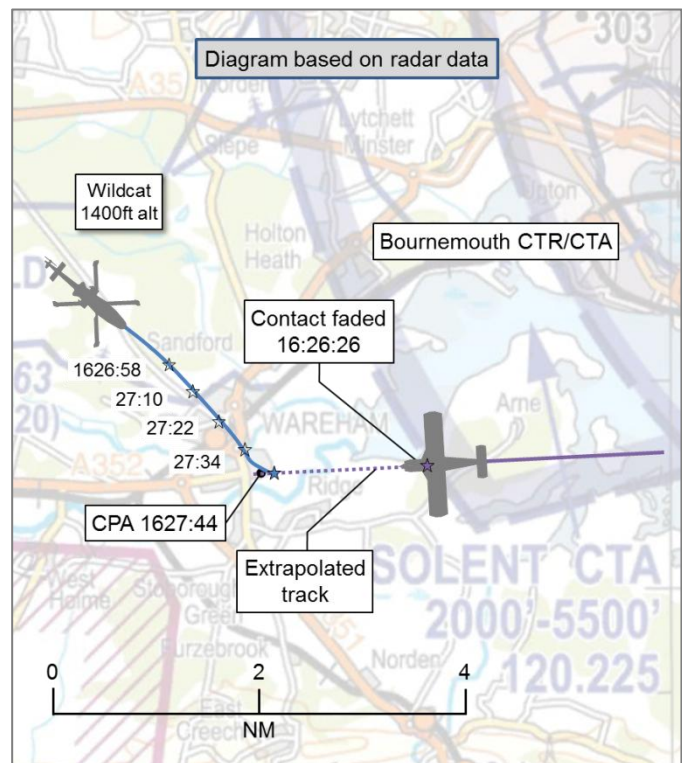 303
Diagram based on radar data
A35
Morden
Lytchett
Minster
Slepe
Wildcat
1400ft alt
Upton
Holton
Heath
Bournemouth CTR/CTA
Contact faded
16:26:26
Sandford
1626:58
63
27:10
20)
27:22
WAREHAM
Arne
A352
27:34
Ridge
CPA 1627:44
Extrapolated
track
SOLENT CTA
2000'-5500'
120.225
West
Holme
Stoborough
Green
A351
Furzebrook
Norden
0
2
4
NM
East
Creech